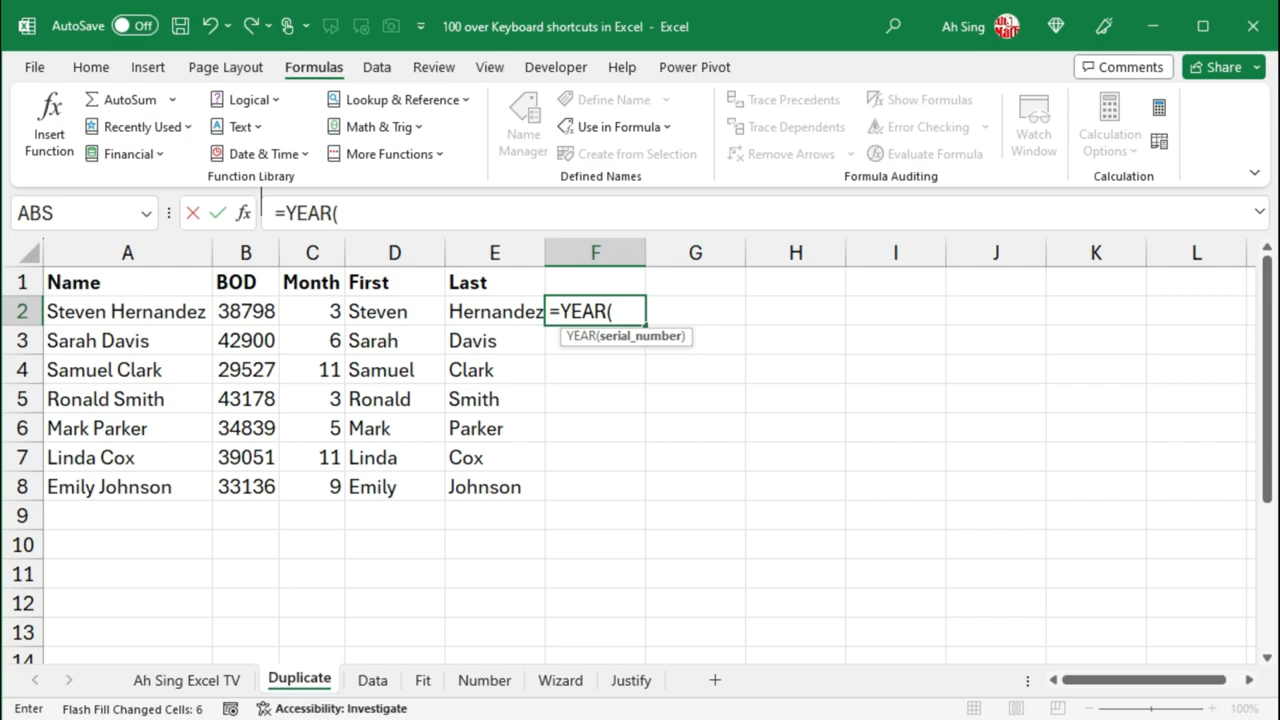 AutoSave Off 100 over Keyboard shortcuts in Excel - Excel Ah Sing
File Home Insert Page Layout Formulas Data Review View Developer Help Power Pivot Comments Share
fx AutoSum Logical Lookup & Reference Define Name Trace Precedents Show Formulas
Insert Function Recently Used Text Math & Trig Name Manager Use in Formula Trace Dependents Error Checking Watch Window Calculation Options
Financial Date & Time More Functions Create from Selection Remove Arrows Evaluate Formula
Function Library Defined Names Formula Auditing Calculation
ABS fx =YEAR(
A B C D E F G H I J K L
1 Name BOD Month First Last
2 Steven Hernandez 38798 3 Steven Hernandez =YEAR(
YEAR(serial_number)
3 Sarah Davis 42900 6 Sarah Davis
4 Samuel Clark 29527 11 Samuel Clark
5 Ronald Smith 43178 3 Ronald Smith
6 Mark Parker 34839 5 Mark Parker
7 Linda Cox 39051 11 Linda Cox
8 Emily Johnson 33136 9 Emily Johnson
9
10
11
12
13
14
Ah Sing Excel TV Duplicate Data Fit Number Wizard Justify
Enter Flash Fill Changed Cells: 6 Accessibility: Investigate 100%